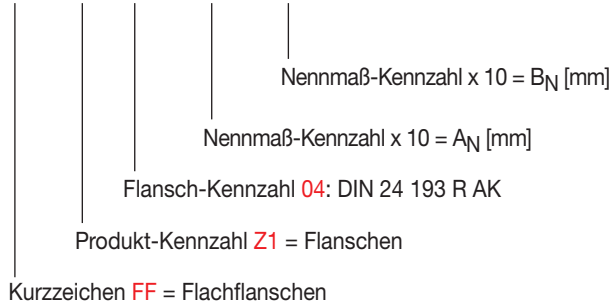 Nennmaß-Kennzahl x 10 = BN [mm]
Nennmaß-Kennzahl x 10 = AN [mm]
Flansch-Kennzahl 04: DIN 24 193 R AK
Produkt-Kennzahl Z1 = Flanschen
Kurzzeichen FF = Flachflanschen